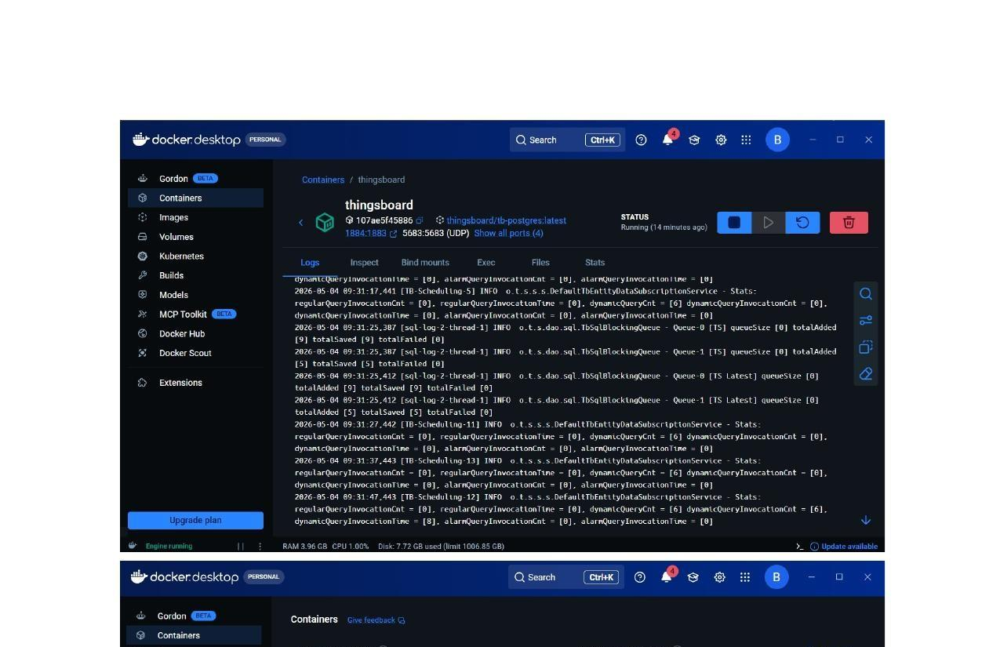 docker.desktop PERSONAL Search Ctrl+K 4 B
Gordon BETA
Containers
Images
Volumes
Kubernetes
Builds
Models
MCP Toolkit BETA
Docker Hub
Docker Scout
Extensions
Upgrade plan
Containers / thingsboard
thingsboard
107ae5f45886 thingsboard/tb-postgres:latest
1884:1883 5683:5683 (UDP) Show all ports (4)
STATUS
Running (14 minutes ago)
Logs Inspect Bind mounts Exec Files Stats
dynamicQueryInvocationTime = [0], alarmQueryInvocationCnt = [0], alarmQueryInvocationTime = [0]
2026-05-04 09:31:17,441 [TB-Scheduling-5] INFO o.t.s.s.s.DefaultTbEntityDataSubscriptionService - Stats:
regularQueryInvocationCnt = [0], regularQueryInvocationTime = [0], dynamicQueryCnt = [6] dynamicQueryInvocationCnt = [0],
dynamicQueryInvocationTime = [0], alarmQueryInvocationCnt = [0], alarmQueryInvocationTime = [0]
2026-05-04 09:31:25,387 [sql-log-2-thread-1] INFO o.t.s.dao.sql.TbSqlBlockingQueue - Queue-0 [TS] queueSize [0] totalAdded
[9] totalSaved [9] totalFailed [0]
2026-05-04 09:31:25,387 [sql-log-2-thread-1] INFO o.t.s.dao.sql.TbSqlBlockingQueue - Queue-1 [TS] queueSize [0] totalAdded
[5] totalSaved [5] totalFailed [0]
2026-05-04 09:31:25,412 [sql-log-2-thread-1] INFO o.t.s.dao.sql.TbSqlBlockingQueue - Queue-0 [TS Latest] queueSize [0]
totalAdded [9] totalSaved [9] totalFailed [0]
2026-05-04 09:31:25,412 [sql-log-2-thread-1] INFO o.t.s.dao.sql.TbSqlBlockingQueue - Queue-1 [TS Latest] queueSize [0]
totalAdded [5] totalSaved [5] totalFailed [0]
2026-05-04 09:31:27,442 [TB-Scheduling-11] INFO o.t.s.s.s.DefaultTbEntityDataSubscriptionService - Stats:
regularQueryInvocationCnt = [0], regularQueryInvocationTime = [0], dynamicQueryCnt = [6] dynamicQueryInvocationCnt = [0],
dynamicQueryInvocationTime = [0], alarmQueryInvocationCnt = [0], alarmQueryInvocationTime = [0]
2026-05-04 09:31:37,443 [TB-Scheduling-13] INFO o.t.s.s.s.DefaultTbEntityDataSubscriptionService - Stats:
regularQueryInvocationCnt = [0], regularQueryInvocationTime = [0], dynamicQueryCnt = [6] dynamicQueryInvocationCnt = [0],
dynamicQueryInvocationTime = [0], alarmQueryInvocationCnt = [0], alarmQueryInvocationTime = [0]
2026-05-04 09:31:47,443 [TB-Scheduling-12] INFO o.t.s.s.s.DefaultTbEntityDataSubscriptionService - Stats:
regularQueryInvocationCnt = [0], regularQueryInvocationTime = [0], dynamicQueryCnt = [6] dynamicQueryInvocationCnt = [6],
dynamicQueryInvocationTime = [8], alarmQueryInvocationCnt = [0], alarmQueryInvocationTime = [0]
Engine running RAM 3.96 GB CPU 1.00% Disk: 7.72 GB used (limit 1006.85 GB) Update available
docker.desktop PERSONAL Search Ctrl+K 4 B
Gordon BETA
Containers
Containers Give feedback